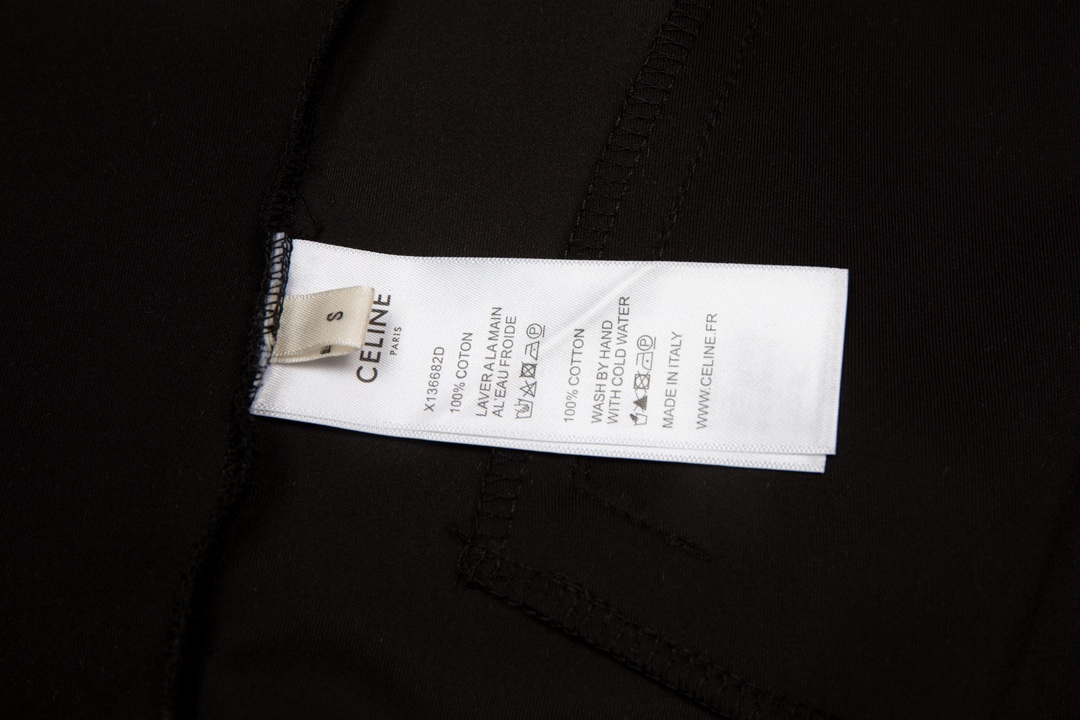 S
CELINE
PARIS
X136682D
100% COTON
LAVER A LA MAIN
A L'EAU FROIDE
P
100% COTTON
WASH BY HAND
WITH COLD WATER
P
MADE IN ITALY
WWW.CELINE.FR